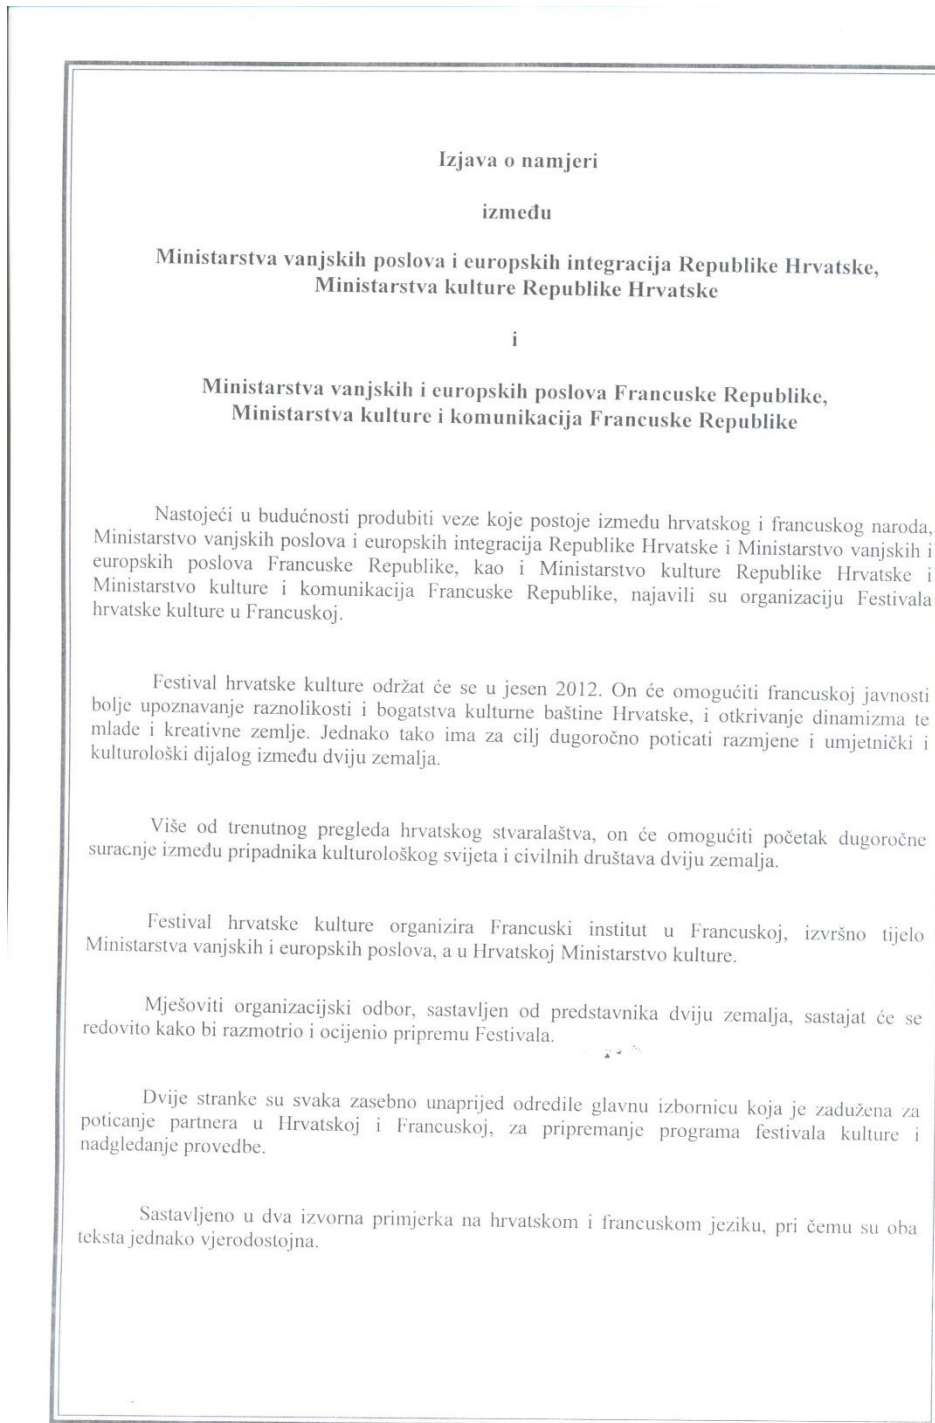 Izjava o namjeri
između
Ministarstva vanjskih poslova i europskih integracija Republike Hrvatske,
Ministarstva kulture Republike Hrvatske
i
Ministarstva vanjskih i europskih poslova Francuske Republike,
Ministarstva kulture i komunikacija Francuske Republike
Nastojeći u budućnosti produbiti veze koje postoje između hrvatskog i francuskog naroda,
Ministarstvo vanjskih poslova i europskih integracija Republike Hrvatske i Ministarstvo vanjskih i
europskih poslova Francuske Republike, kao i Ministarstvo kulture Republike Hrvatske i
Ministarstvo kulture i komunikacija Francuske Republike, najavili su organizaciju Festivala
hrvatske kulture u Francuskoj.
Festival hrvatske kulture održat će se u jesen 2012. On će omogućiti francuskoj javnosti
bolje upoznavanje raznolikosti i bogatstva kulturne baštine Hrvatske, i otkrivanje dinamizma te
mlade i kreativne zemlje. Jednako tako ima za cilj dugoročno poticati razmjene i umjetnički i
kulturološki dijalog između dviju zemalja.
Više od trenutnog pregleda hrvatskog stvaralaštva, on će omogućiti početak dugoročne
suradnje između pripadnika kulturološkog svijeta i civilnih društava dviju zemalja.
Festival hrvatske kulture organizira Francuski institut u Francuskoj, izvršno tijelo
Ministarstva vanjskih i europskih poslova, a u Hrvatskoj Ministarstvo kulture.
Mješoviti organizacijski odbor, sastavljen od predstavnika dviju zemalja, sastajat će se
redovito kako bi razmotrio i ocijenio pripremu Festivala.
Dvije stranke su svaka zasebno unaprijed odredile glavnu izbornicu koja je zadužena za
poticanje partnera u Hrvatskoj i Francuskoj, za pripremanje programa festivala kulture i
nadgledanje provedbe.
Sastavljeno u dva izvorna primjerka na hrvatskom i francuskom jeziku, pri čemu su oba
teksta jednako vjerodostojna.